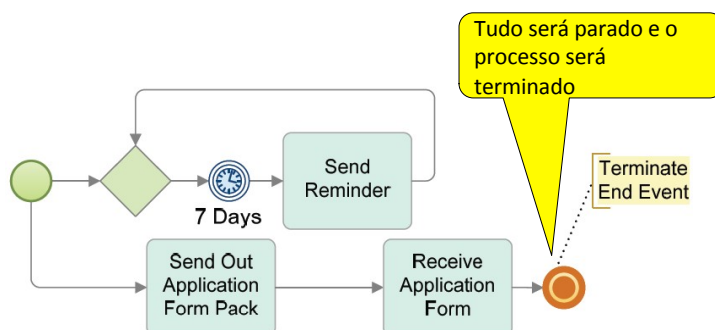 Tudo será parado e o
processo será
terminado
Send
Reminder
7 Days
Terminate
End Event
Send Out
Application
Form Pack
Receive
Application
Form